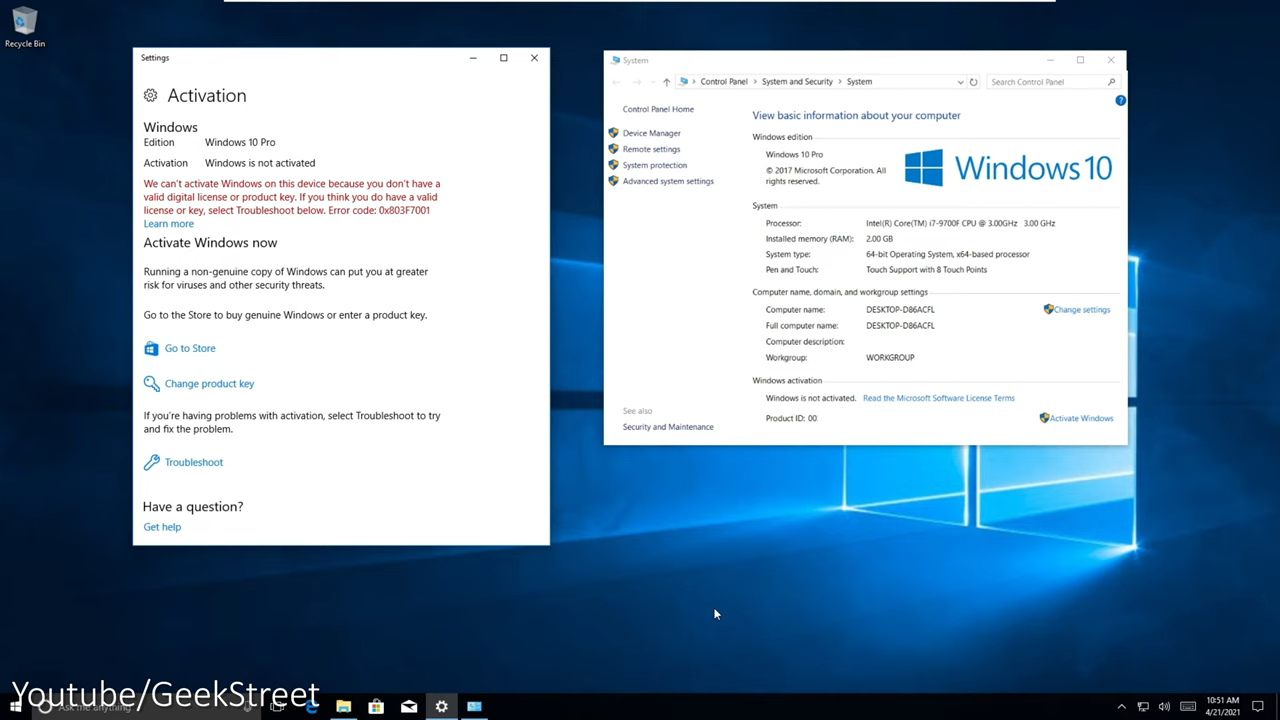 Recycle Bin
Settings
Activation
Windows
Edition Windows 10 Pro
Activation Windows is not activated
We can't activate Windows on this device because you don't have a
valid digital license or product key. If you think you do have a valid
license or key, select Troubleshoot below. Error code: 0x803F7001
Learn more
Activate Windows now
Running a non-genuine copy of Windows can put you at greater
risk for viruses and other security threats.
Go to the Store to buy genuine Windows or enter a product key.
Go to Store
Change product key
If you're having problems with activation, select Troubleshoot to try
and fix the problem.
Troubleshoot
Have a question?
Get help
System
Control Panel > System and Security > System
Search Control Panel
Control Panel Home
Device Manager
Remote settings
System protection
Advanced system settings
See also
Security and Maintenance
View basic information about your computer
Windows edition
Windows 10 Pro
© 2017 Microsoft Corporation. All
rights reserved.
Windows 10
System
Processor: Intel(R) Core(TM) i7-9700F CPU @ 3.00GHz 3.00 GHz
Installed memory (RAM): 2.00 GB
System type: 64-bit Operating System, x64-based processor
Pen and Touch: Touch Support with 8 Touch Points
Computer name, domain, and workgroup settings
Computer name: DESKTOP-D86ACFL
Change settings
Full computer name: DESKTOP-D86ACFL
Computer description:
Workgroup: WORKGROUP
Windows activation
Windows is not activated. Read the Microsoft Software License Terms
Product ID: 00
Activate Windows
Youtube/GeekStreet
Ask me anything
10:51 AM
4/21/2021